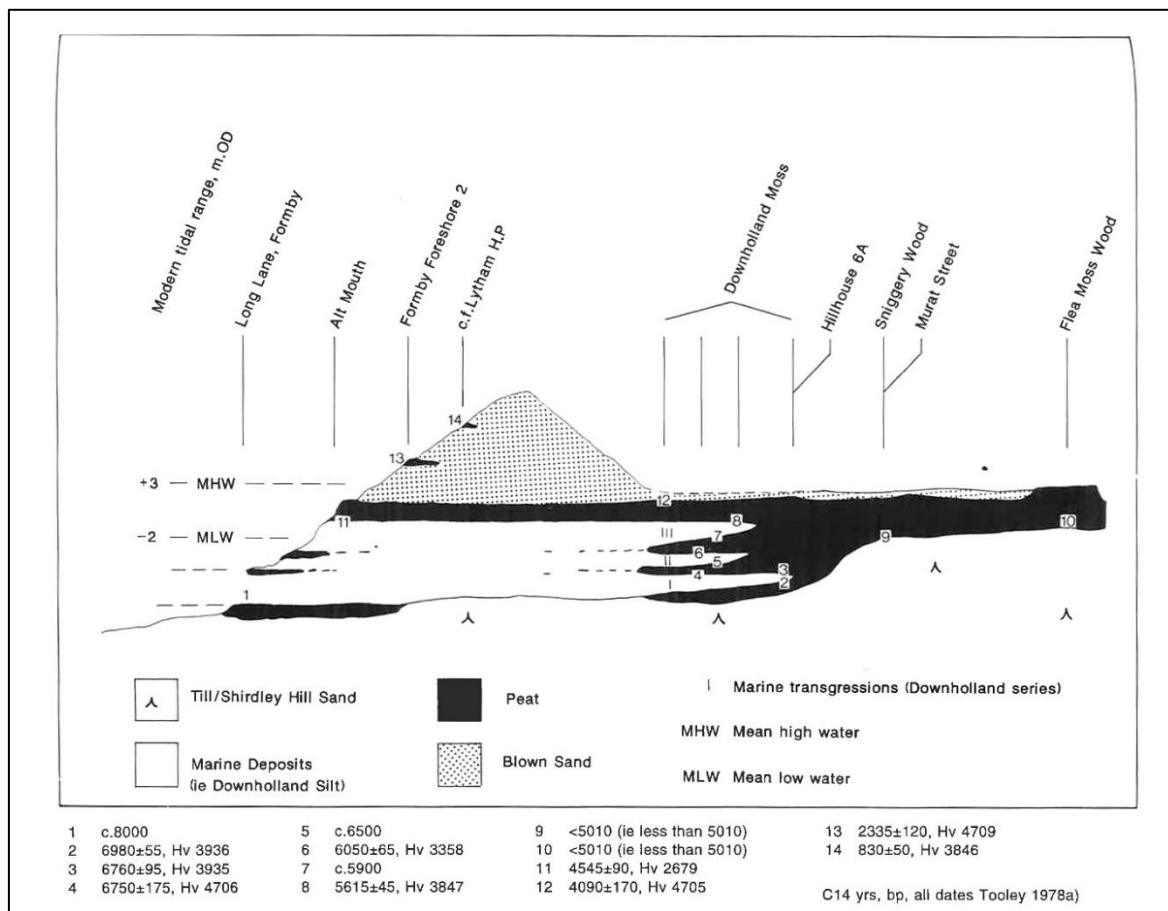 Modern tidal range, m.OD
Long Lane, Formby
Alt Mouth
Formby Foreshore 2
c.f.Lytham H.P
Downholland Moss
Hillhouse 6A
Sniggery Wood
Murat Street
Flea Moss Wood
14
13
+3 — MHW
12
11
8
10
-2 — MLW
7
9
6
5
3
4
2
1
Till/Shirdley Hill Sand
Peat
Marine transgressions (Downholland series)
MHW Mean high water
Marine Deposits
(ie Downholland Silt)
Blown Sand
MLW Mean low water
1 c.8000
2 6980±55, Hv 3936
3 6760±95, Hv 3935
4 6750±175, Hv 4706
5 c.6500
6 6050±65, Hv 3358
7 c.5900
8 5615±45, Hv 3847
9 <5010 (ie less than 5010)
10 <5010 (ie less than 5010)
11 4545±90, Hv 2679
12 4090±170, Hv 4705
13 2335±120, Hv 4709
14 830±50, Hv 3846
C14 yrs, bp, all dates Tooley 1978a)